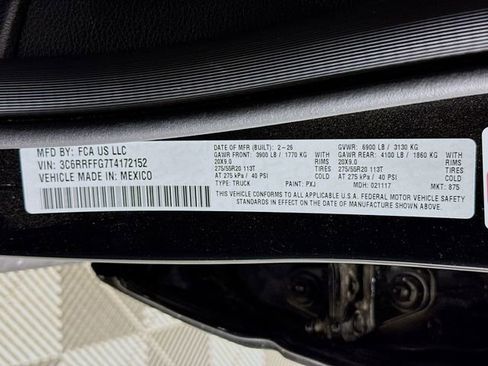 MFD BY: FCA US LLC
VIN: 3C6RRFFG7T4172152
VEHICLE MADE IN: MEXICO
DATE OF MFR (BUILT): 2-26 GVWR: 6900 LB / 3130 KG
GAWR FRONT: 3900 LB / 1770 KG GAWR REAR: 4100 LB / 1860 KG
20X9.0 RIMS 20X9.0 RIMS
275/55R20 113T TIRES 275/55R20 113T TIRES
AT 275 kPa / 40 PSI COLD AT 275 kPa / 40 PSI COLD
TYPE: TRUCK PAINT: PXJ MDH: 021117 MKT: 875
THIS VEHICLE CONFORMS TO ALL APPLICABLE U.S.A. FEDERAL MOTOR VEHICLE SAFETY
STANDARDS IN EFFECT ON THE DATE OF MANUFACTURE SHOWN ABOVE.